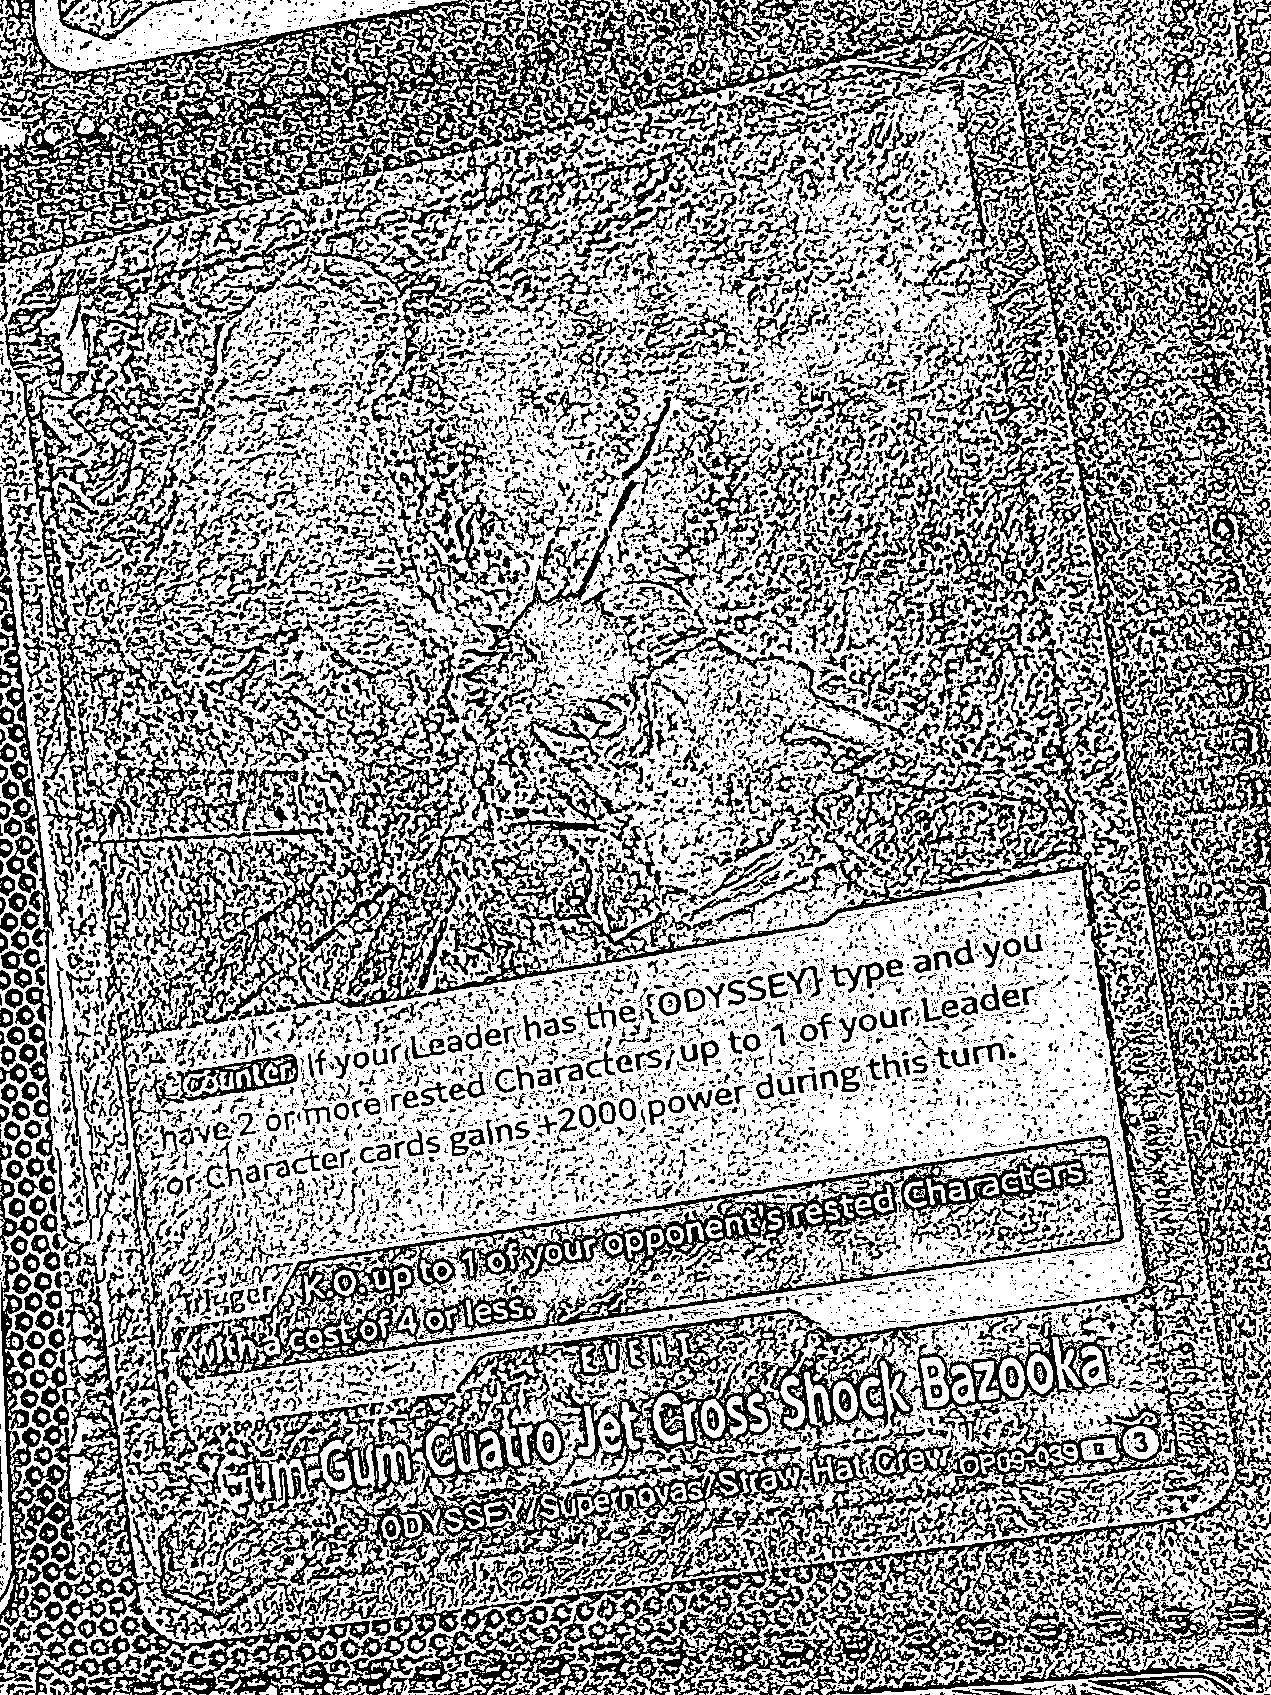 Counter If your Leader has the {ODYSSEY} type and you
have 2 or more rested Characters, up to 1 of your Leader
or Character cards gains +2000 power during this turn.
Trigger K.O. up to 1 of your opponent's rested Characters
with a cost of 4 or less.
EVENT
Gum-Gum Cuatro Jet Cross Shock Bazooka
ODYSSEY/Supernovas/Straw Hat Crew OP09-039 3